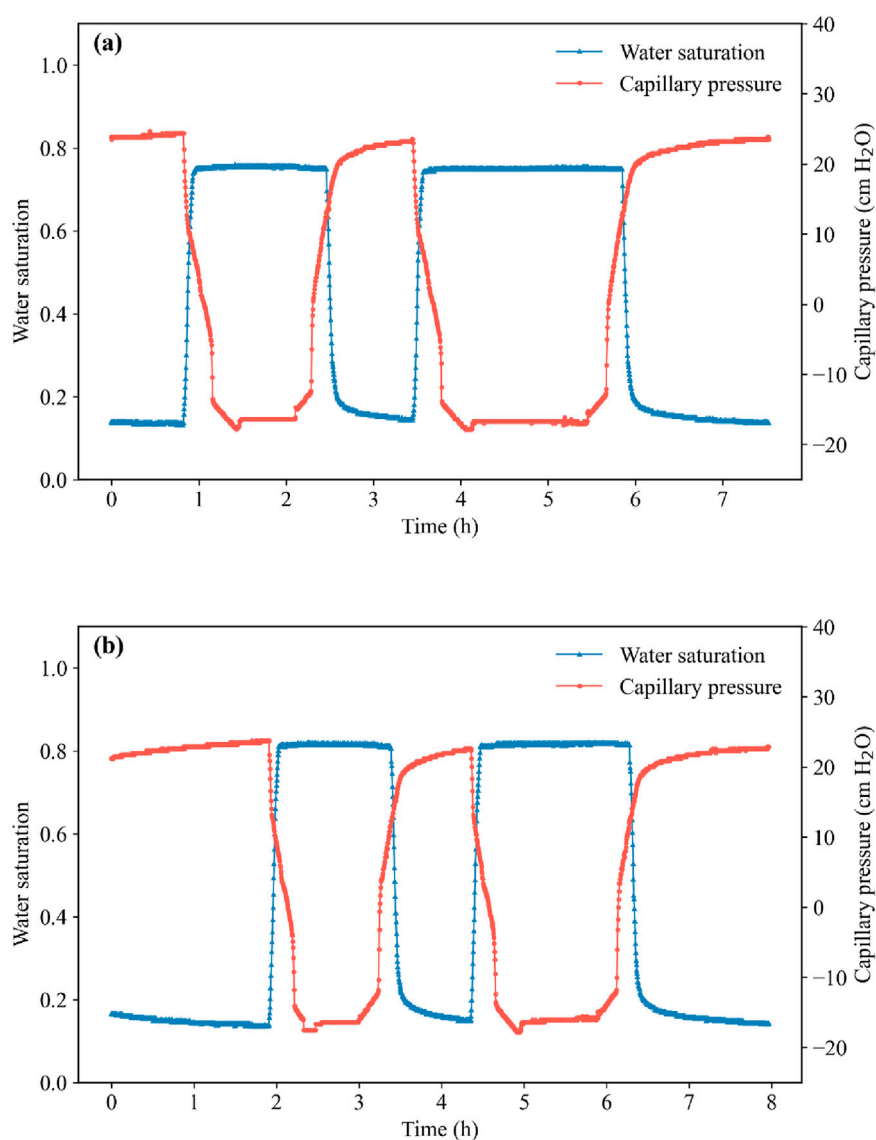 (a)
Water saturation
Capillary pressure
Water saturation
1.0
0.8
0.6
0.4
0.2
0.0
40
30
20
10
0
−10
−20
Capillary pressure (cm H₂O)
0 1 2 3 4 5 6 7
Time (h)
(b)
Water saturation
Capillary pressure
Water saturation
1.0
0.8
0.6
0.4
0.2
0.0
40
30
20
10
0
−10
−20
Capillary pressure (cm H₂O)
0 1 2 3 4 5 6 7 8
Time (h)